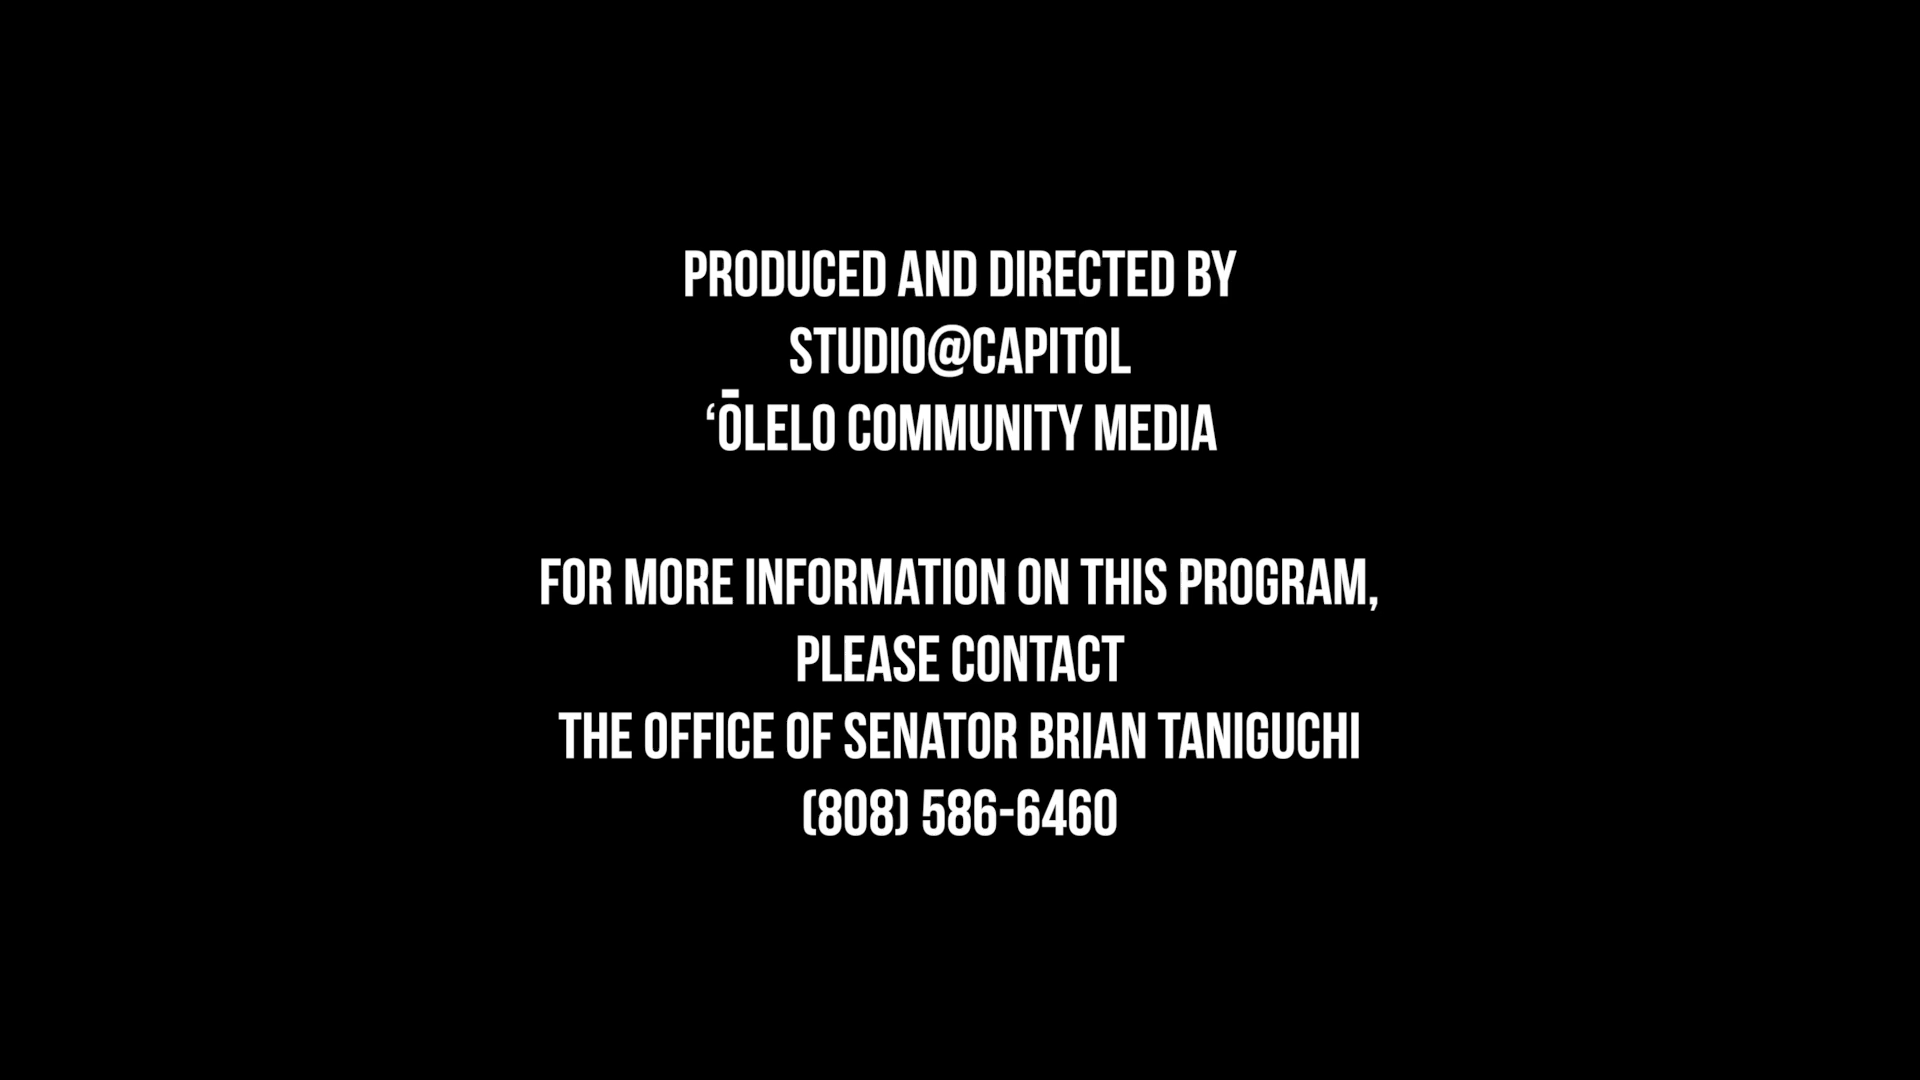 PRODUCED AND DIRECTED BY
STUDIO@CAPITOL
‘ŌLELO COMMUNITY MEDIA
FOR MORE INFORMATION ON THIS PROGRAM,
PLEASE CONTACT
THE OFFICE OF SENATOR BRIAN TANIGUCHI
(808) 586-6460